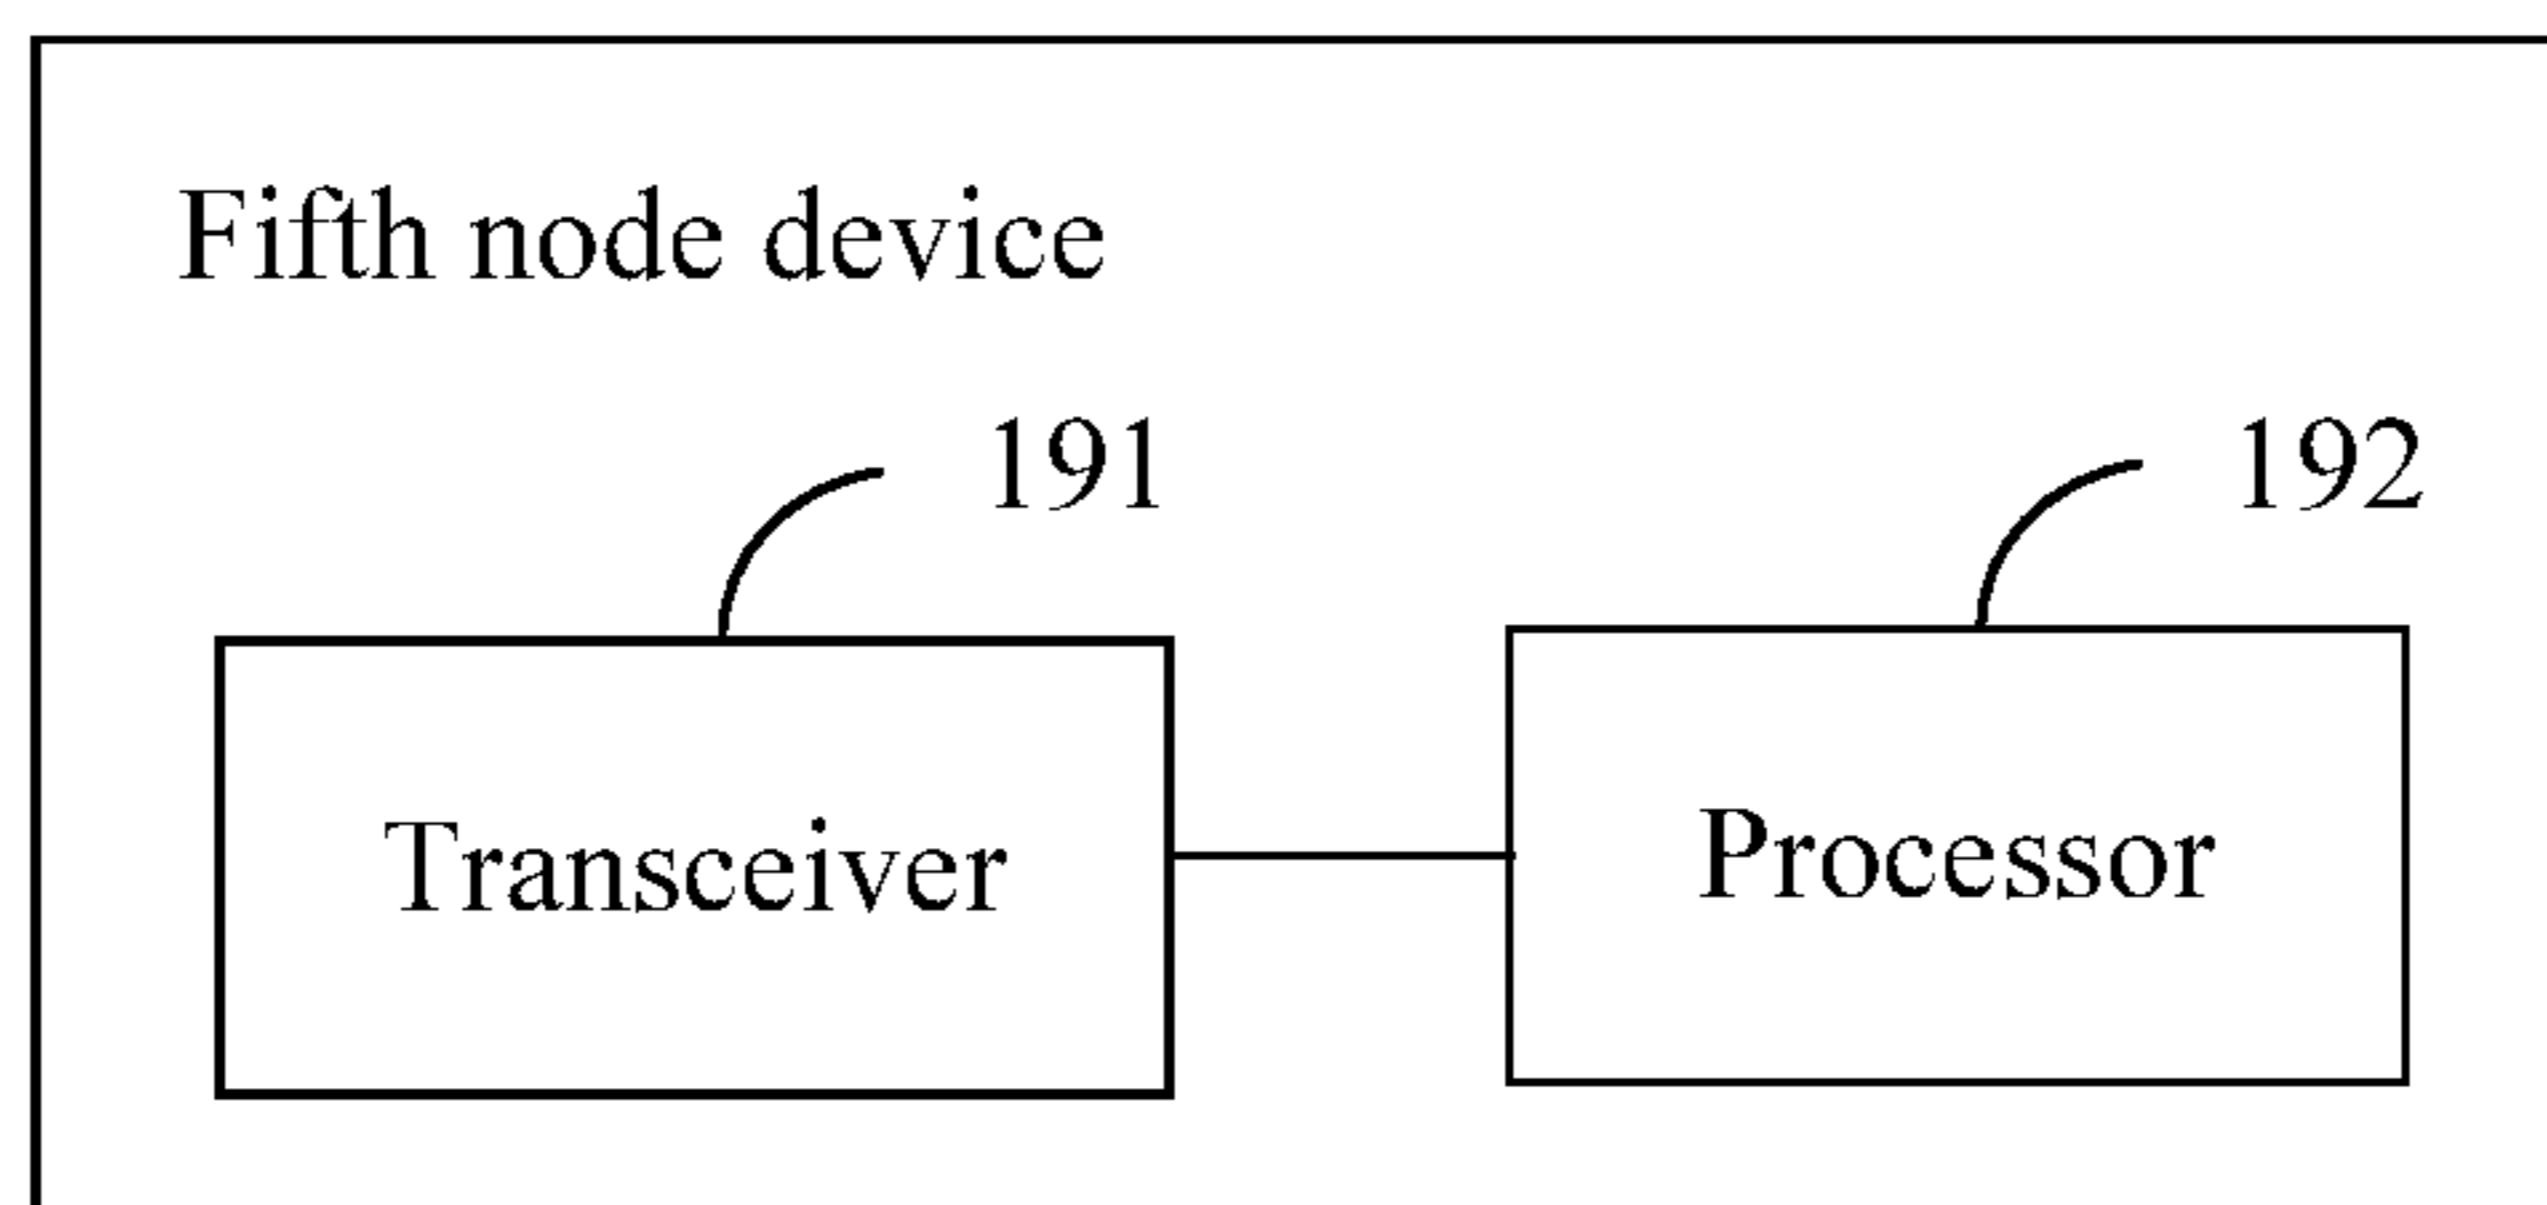 Fifth node device
191
192
Transceiver
Processor